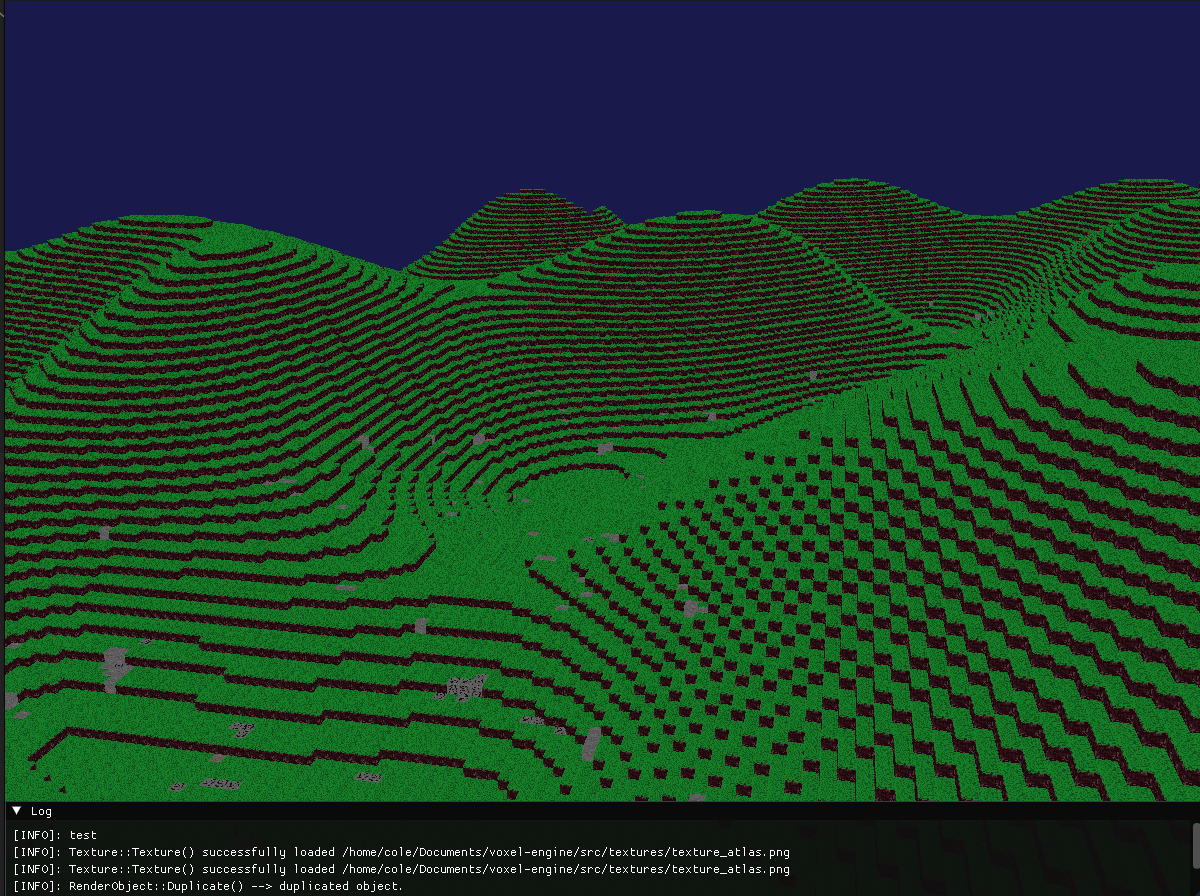 Log
[INFO]: test
[INFO]: Texture::Texture() successfully loaded /home/cole/Documents/voxel-engine/src/textures/texture_atlas.png
[INFO]: Texture::Texture() successfully loaded /home/cole/Documents/voxel-engine/src/textures/texture_atlas.png
[INFO]: RenderObject::Duplicate() --> duplicated object.